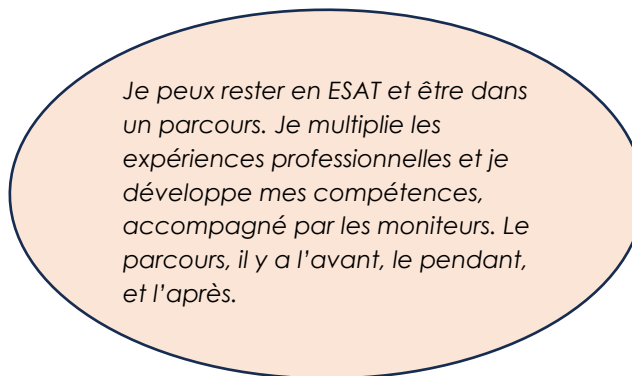 Je peux rester en ESAT et être dans
un parcours. Je multiplie les
expériences professionnelles et je
développe mes compétences,
accompagné par les moniteurs. Le
parcours, il y a l’avant, le pendant,
et l’après.